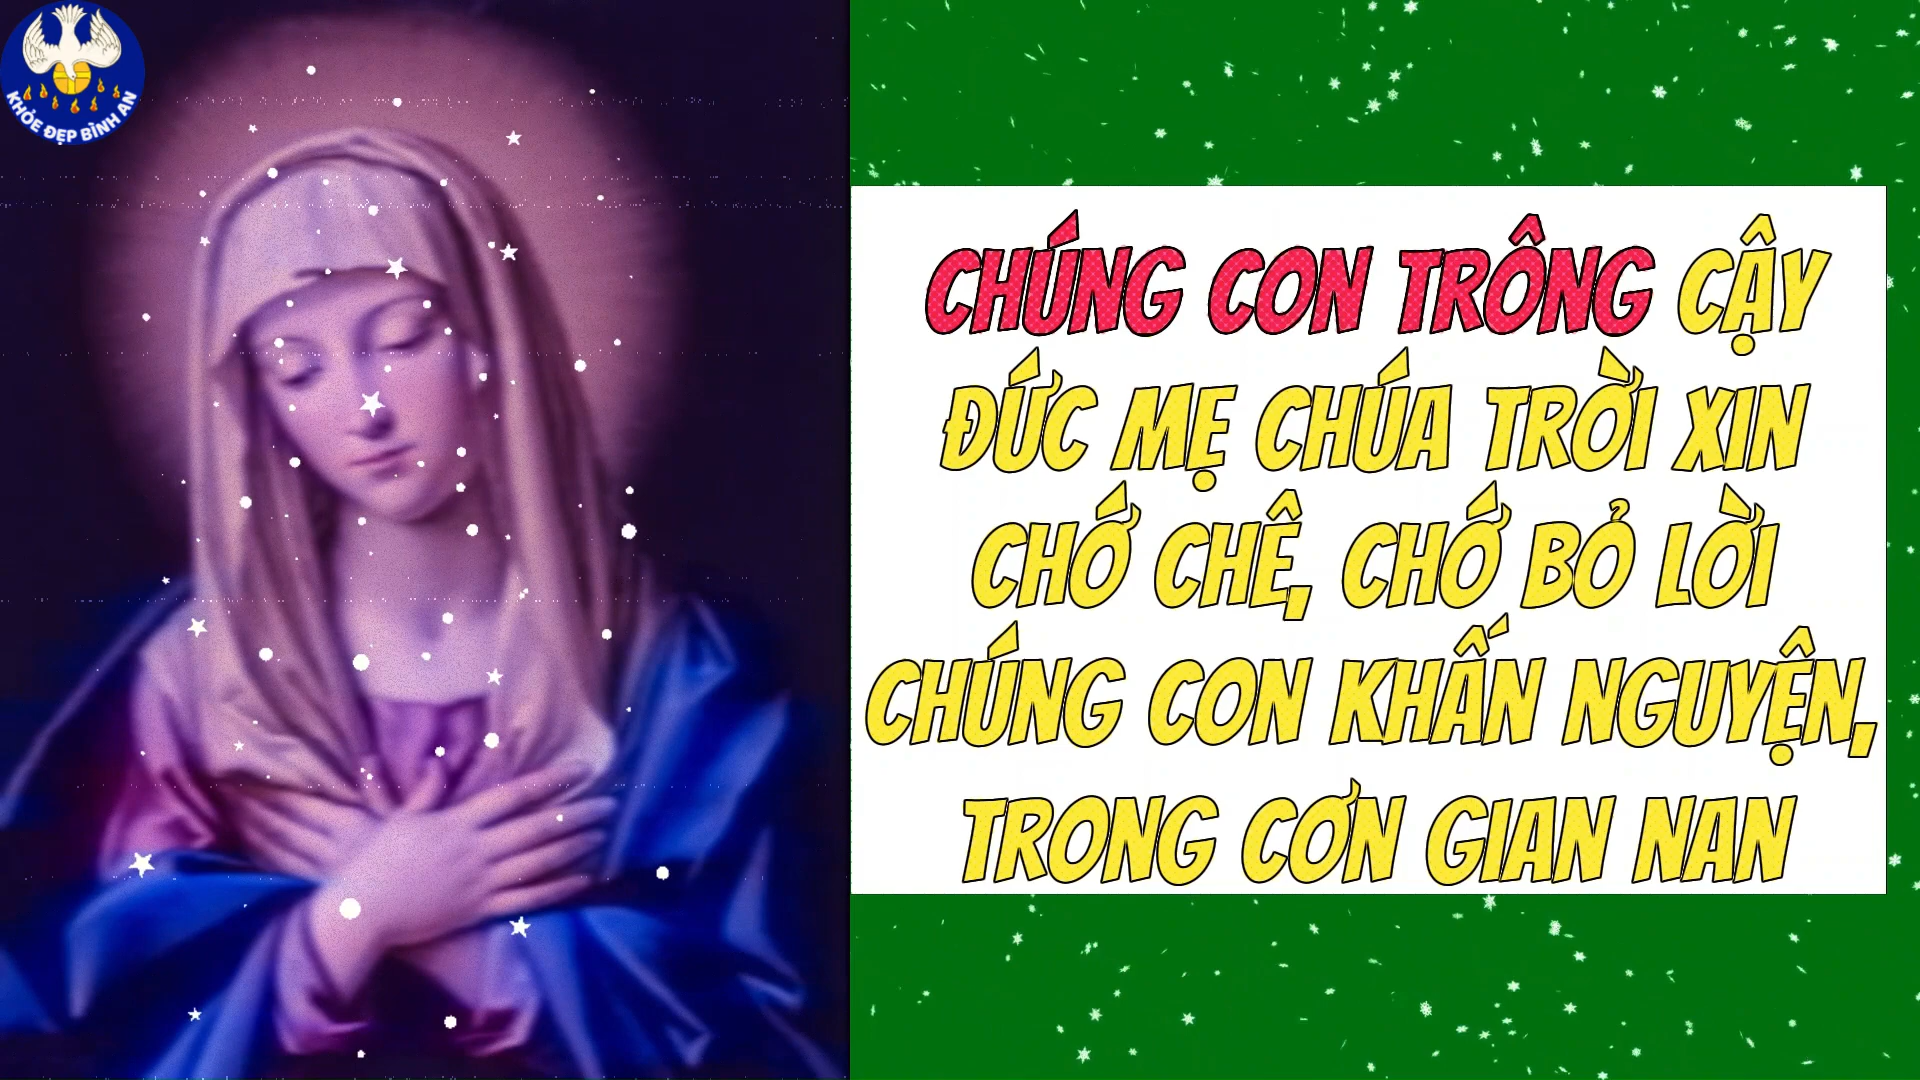 KHỎE ĐẸP BÌNH AN
CHÚNG CON TRÔNG CẬY
ĐỨC MẸ CHÚA TRỜI XIN
CHỚ CHÊ, CHỚ BỎ LỜI
CHÚNG CON KHẤN NGUYỆN,
TRONG CƠN GIAN NAN